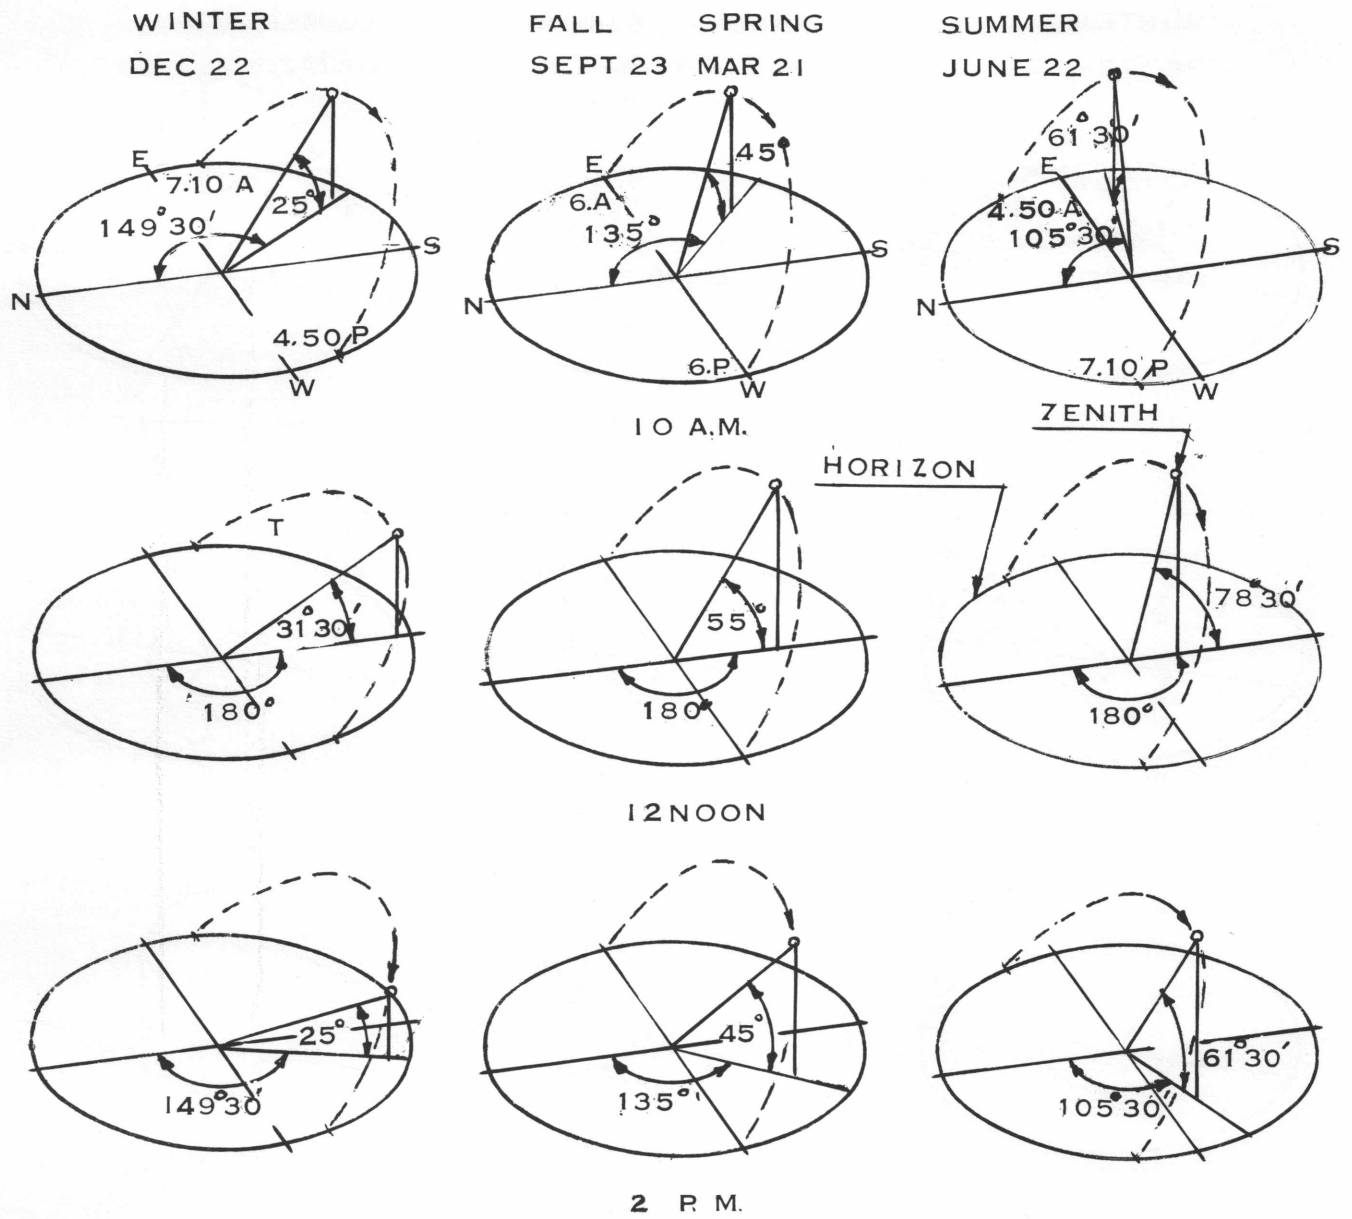 WINTER FALL SPRING SUMMER
DEC 22 SEPT 23 MAR 21 JUNE 22
E 7.10 A 149° 30' 25° S N 4.50 P W
E 6.A 135° 45° S N 6.P W
61° 30' E 4.50 A 105° 30' S N 7.10 P W
10 A.M.
ZENITH
HORIZON
T 31° 30' 180°
55° 180°
78° 30' 180°
12 NOON
25° 149° 30'
45° 135°
61° 30' 105° 30'
2 P. M.